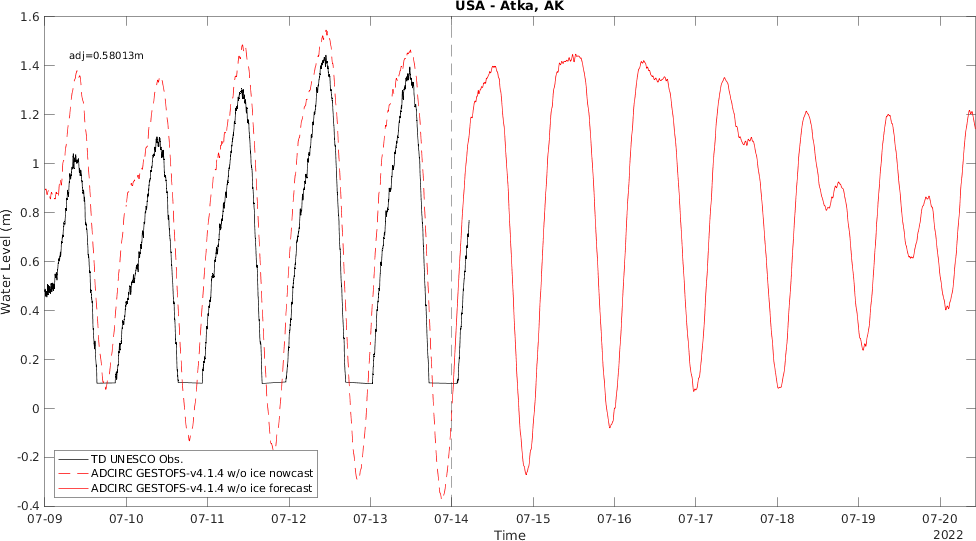 USA - Atka, AK
adj=0.58013m
Water Level (m)
1.6
1.4
1.2
1
0.8
0.6
0.4
0.2
0
-0.2
-0.4
TD UNESCO Obs.
ADCIRC GESTOFS-v4.1.4 w/o ice nowcast
ADCIRC GESTOFS-v4.1.4 w/o ice forecast
07-09 07-10 07-11 07-12 07-13 07-14 07-15 07-16 07-17 07-18 07-19 07-20
Time
2022